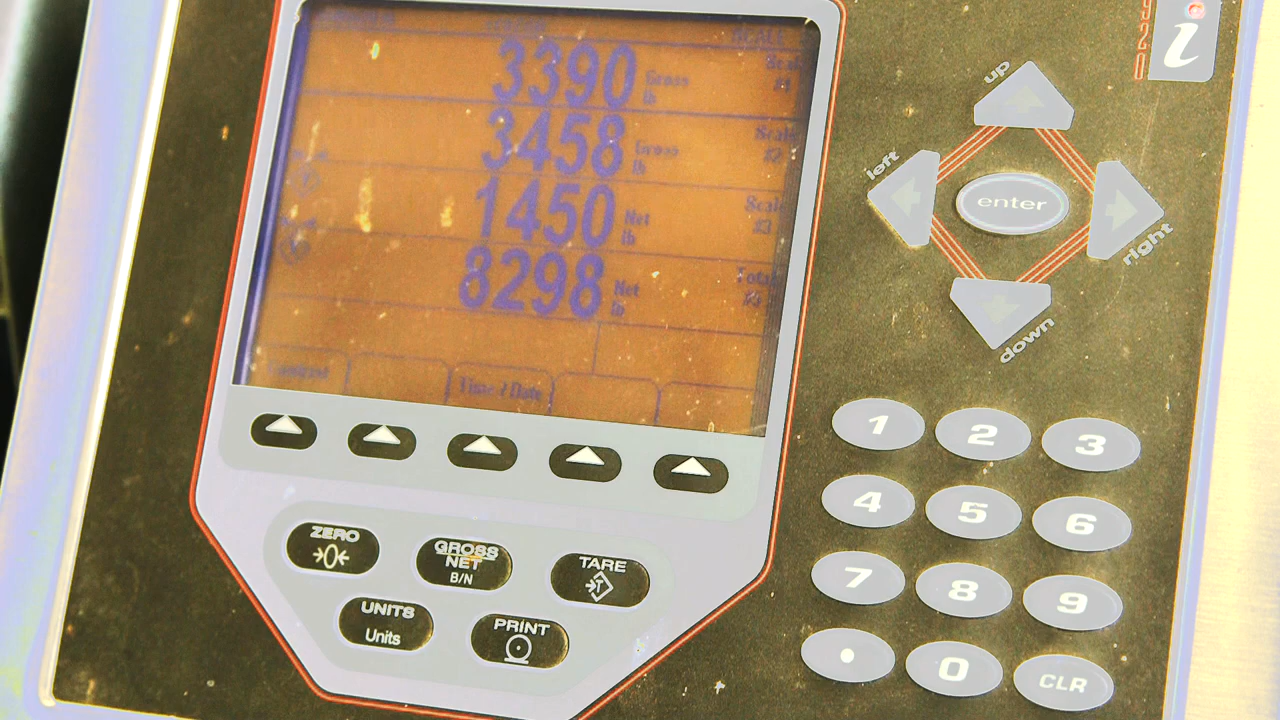 3390 Gross lb Scale #1
3458 Gross lb Scale #2
1450 Net lb Scale #3
8298 Net lb Total
Contrast Time / Date
ZERO
GROSS
NET
B/N
TARE
T
UNITS
Units
PRINT
up
left
enter
right
down
i
1 2 3
4 5 6
7 8 9
. 0 CLR